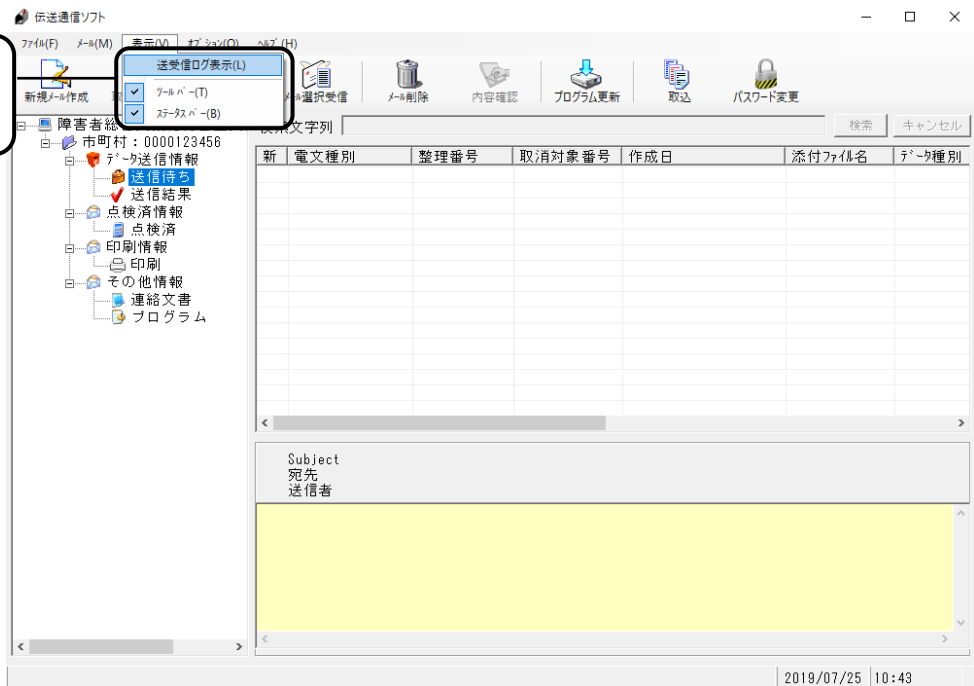 伝送通信ソフト
ファイル(F) メール(M) 表示(V) オプション(O) ヘルプ(H)
送受信ログ表示(L)
ツールバー(T)
ステータスバー(B)
新規メール作成 メール選択受信 メール削除 内容確認 プログラム更新 取込 パスワード変更
文字列 検索 キャンセル
障害者総
市町村：0000123456
データ送信情報
送信待ち
送信結果
点検済情報
点検済
印刷情報
印刷
その他情報
連絡文書
プログラム
新 電文種別 整理番号 取消対象番号 作成日 添付ファイル名 データ種別
Subject
宛先
送信者
2019/07/25 10:43